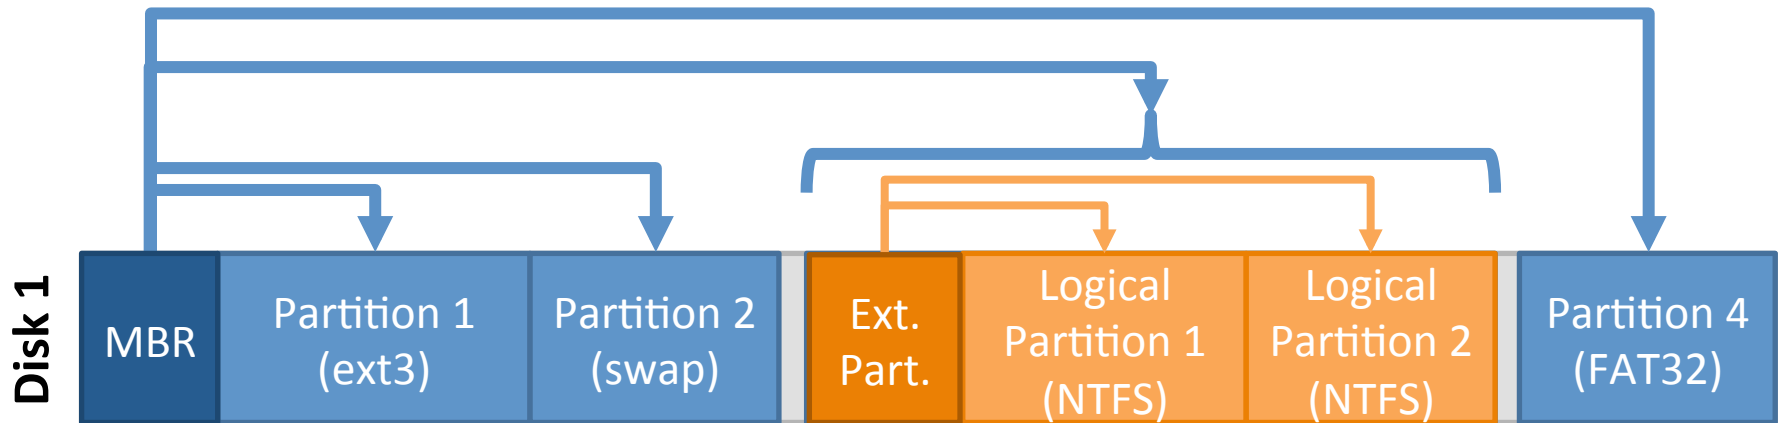 Disk 1
MBR
Partition 1
(ext3)
Partition 2
(swap)
Ext.
Part.
Logical
Partition 1
(NTFS)
Logical
Partition 2
(NTFS)
Partition 4
(FAT32)